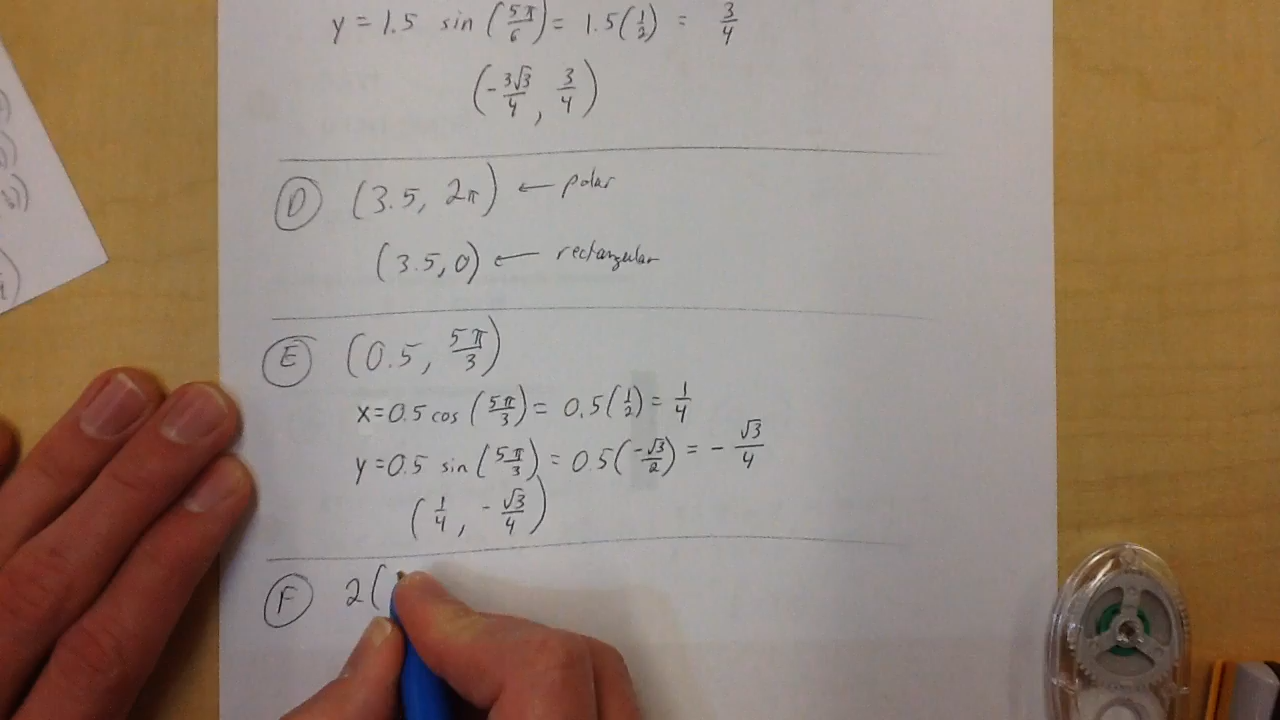 y = 1.5 sin (5π/6) = 1.5(1/2) = 3/4
(-3√3/4, 3/4)
D (3.5, 2π) ← polar
(3.5, 0) ← rectangular
E (0.5, 5π/3)
x = 0.5 cos (5π/3) = 0.5(1/2) = 1/4
y = 0.5 sin (5π/3) = 0.5(-√3/2) = -√3/4
(1/4, -√3/4)
F 2(